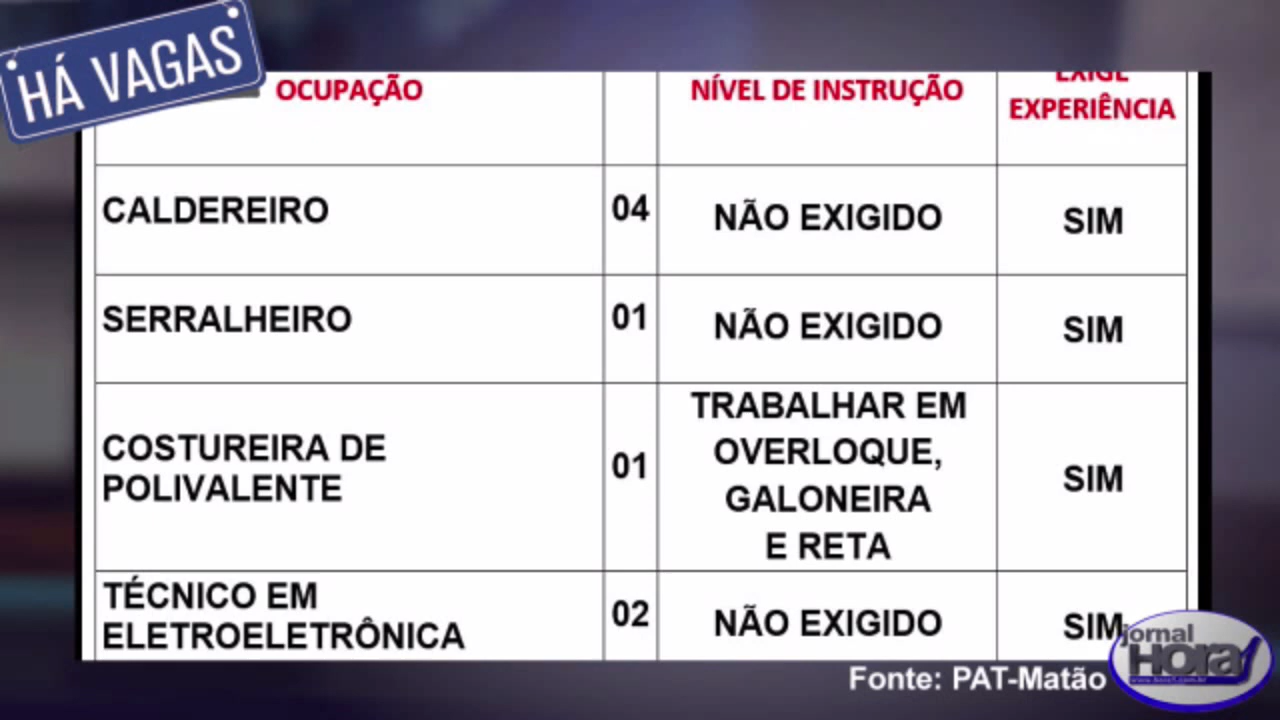 HÁ VAGAS
OCUPAÇÃO
NÍVEL DE INSTRUÇÃO
EXIGE
EXPERIÊNCIA
CALDEREIRO 04 NÃO EXIGIDO SIM
SERRALHEIRO 01 NÃO EXIGIDO SIM
COSTUREIRA DE
POLIVALENTE
01
TRABALHAR EM
OVERLOQUE,
GALONEIRA
E RETA
SIM
TÉCNICO EM
ELETROELETRÔNICA
02
NÃO EXIGIDO
SIM
Fonte: PAT-Matão
jornal
Hora1